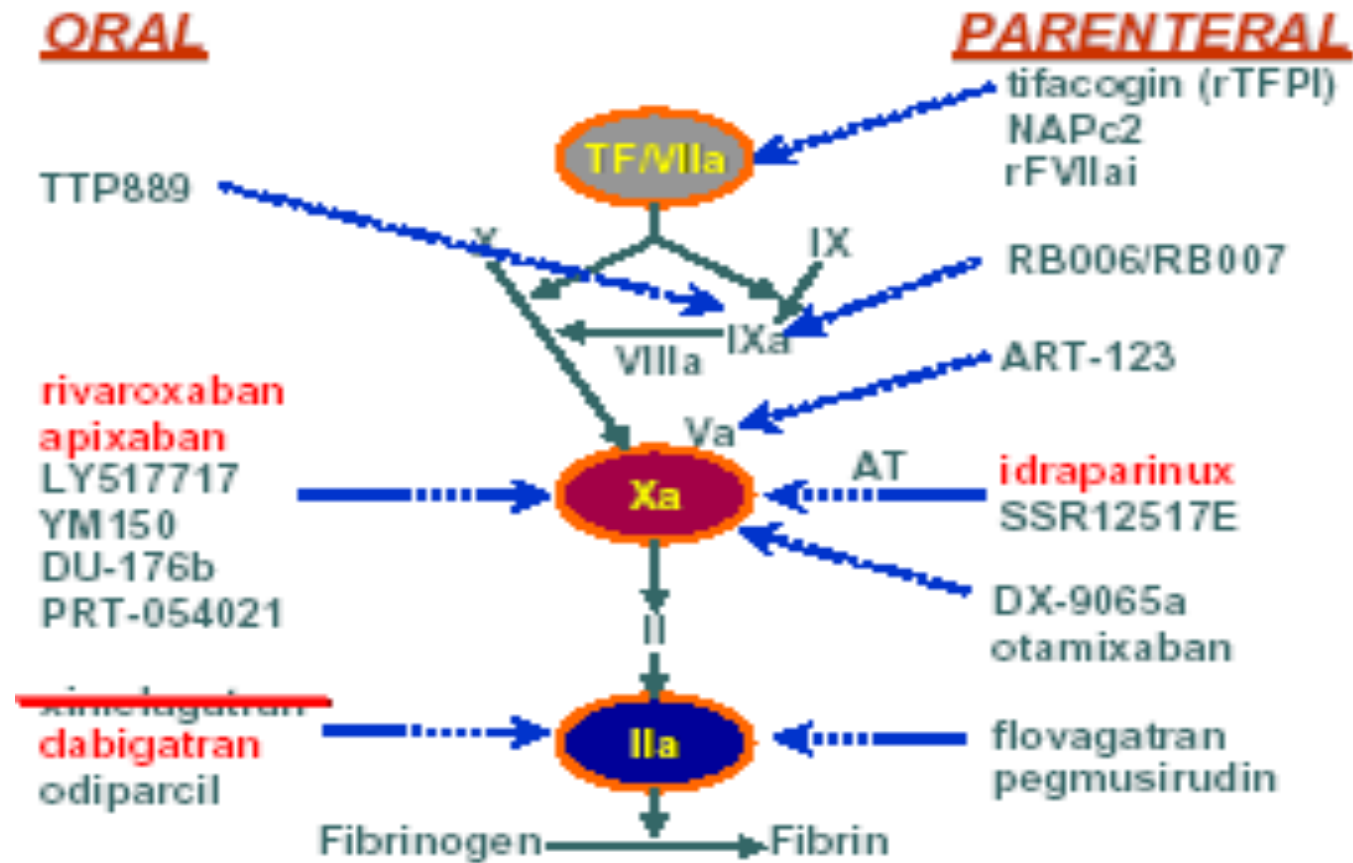 ORAL
PARENTERAL
tifacogin (rTFPI)
NAPc2
rFVIIai
TF/VIIa
TTP889
X
IX
RB006/RB007
IXa
VIIIa
ART-123
rivaroxaban
apixaban
LY517717
YM150
DU-176b
PRT-054021
Va
Xa
AT
idraparinux
SSR12517E
DX-9065a
otamixaban
II
ximelagatran
dabigatran
odiparcil
IIa
flovagatran
pegmusirudin
Fibrinogen
Fibrin